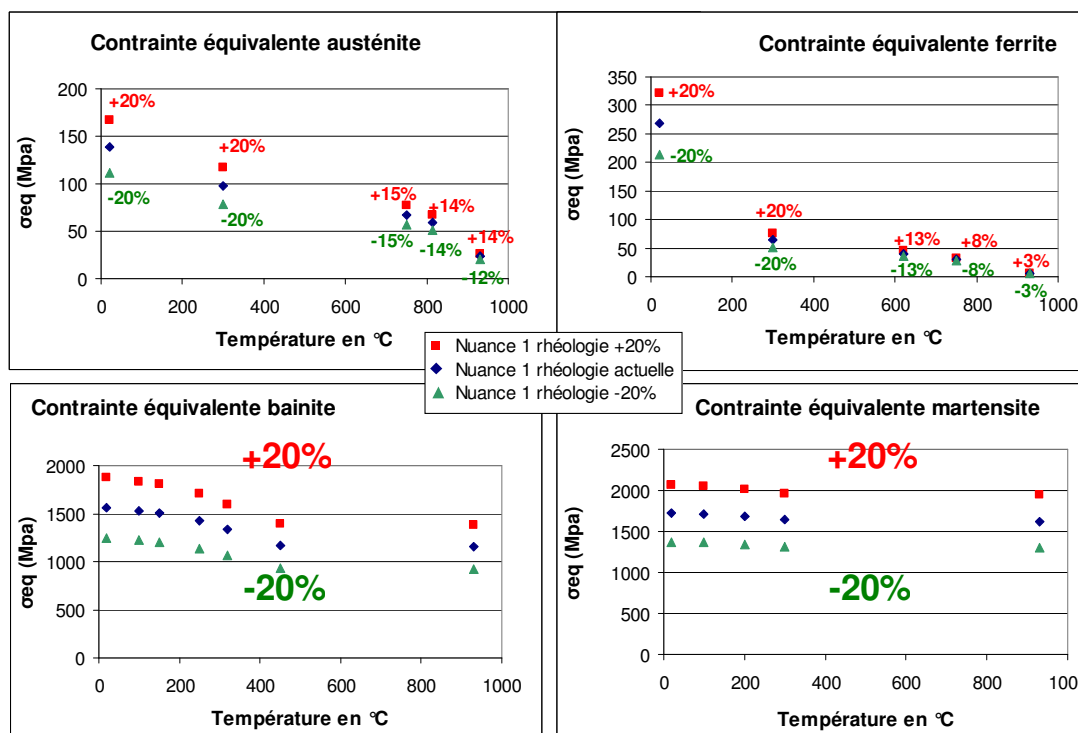 Contrainte équivalente austénite
200
150
100
50
0
0 200 400 600 800 1000
σeq (Mpa)
Température en °C
+20%
-20%
+20%
-20%
+15%
-15%
+14%
-14%
+14%
-12%
Contrainte équivalente ferrite
350
300
250
200
150
100
50
0
0 200 400 600 800 1000
σeq (Mpa)
Température en °C
+20%
-20%
+20%
-20%
+13%
-13%
+8%
-8%
+3%
-3%
Nuance 1 rhéologie +20%
Nuance 1 rhéologie actuelle
Nuance 1 rhéologie -20%
Contrainte équivalente bainite
2000
1500
1000
500
0
0 200 400 600 800 1000
σeq (Mpa)
Température en °C
+20%
-20%
Contrainte équivalente martensite
2500
2000
1500
1000
500
0
0 200 400 600 800 100
σeq (Mpa)
Température en °C
+20%
-20%